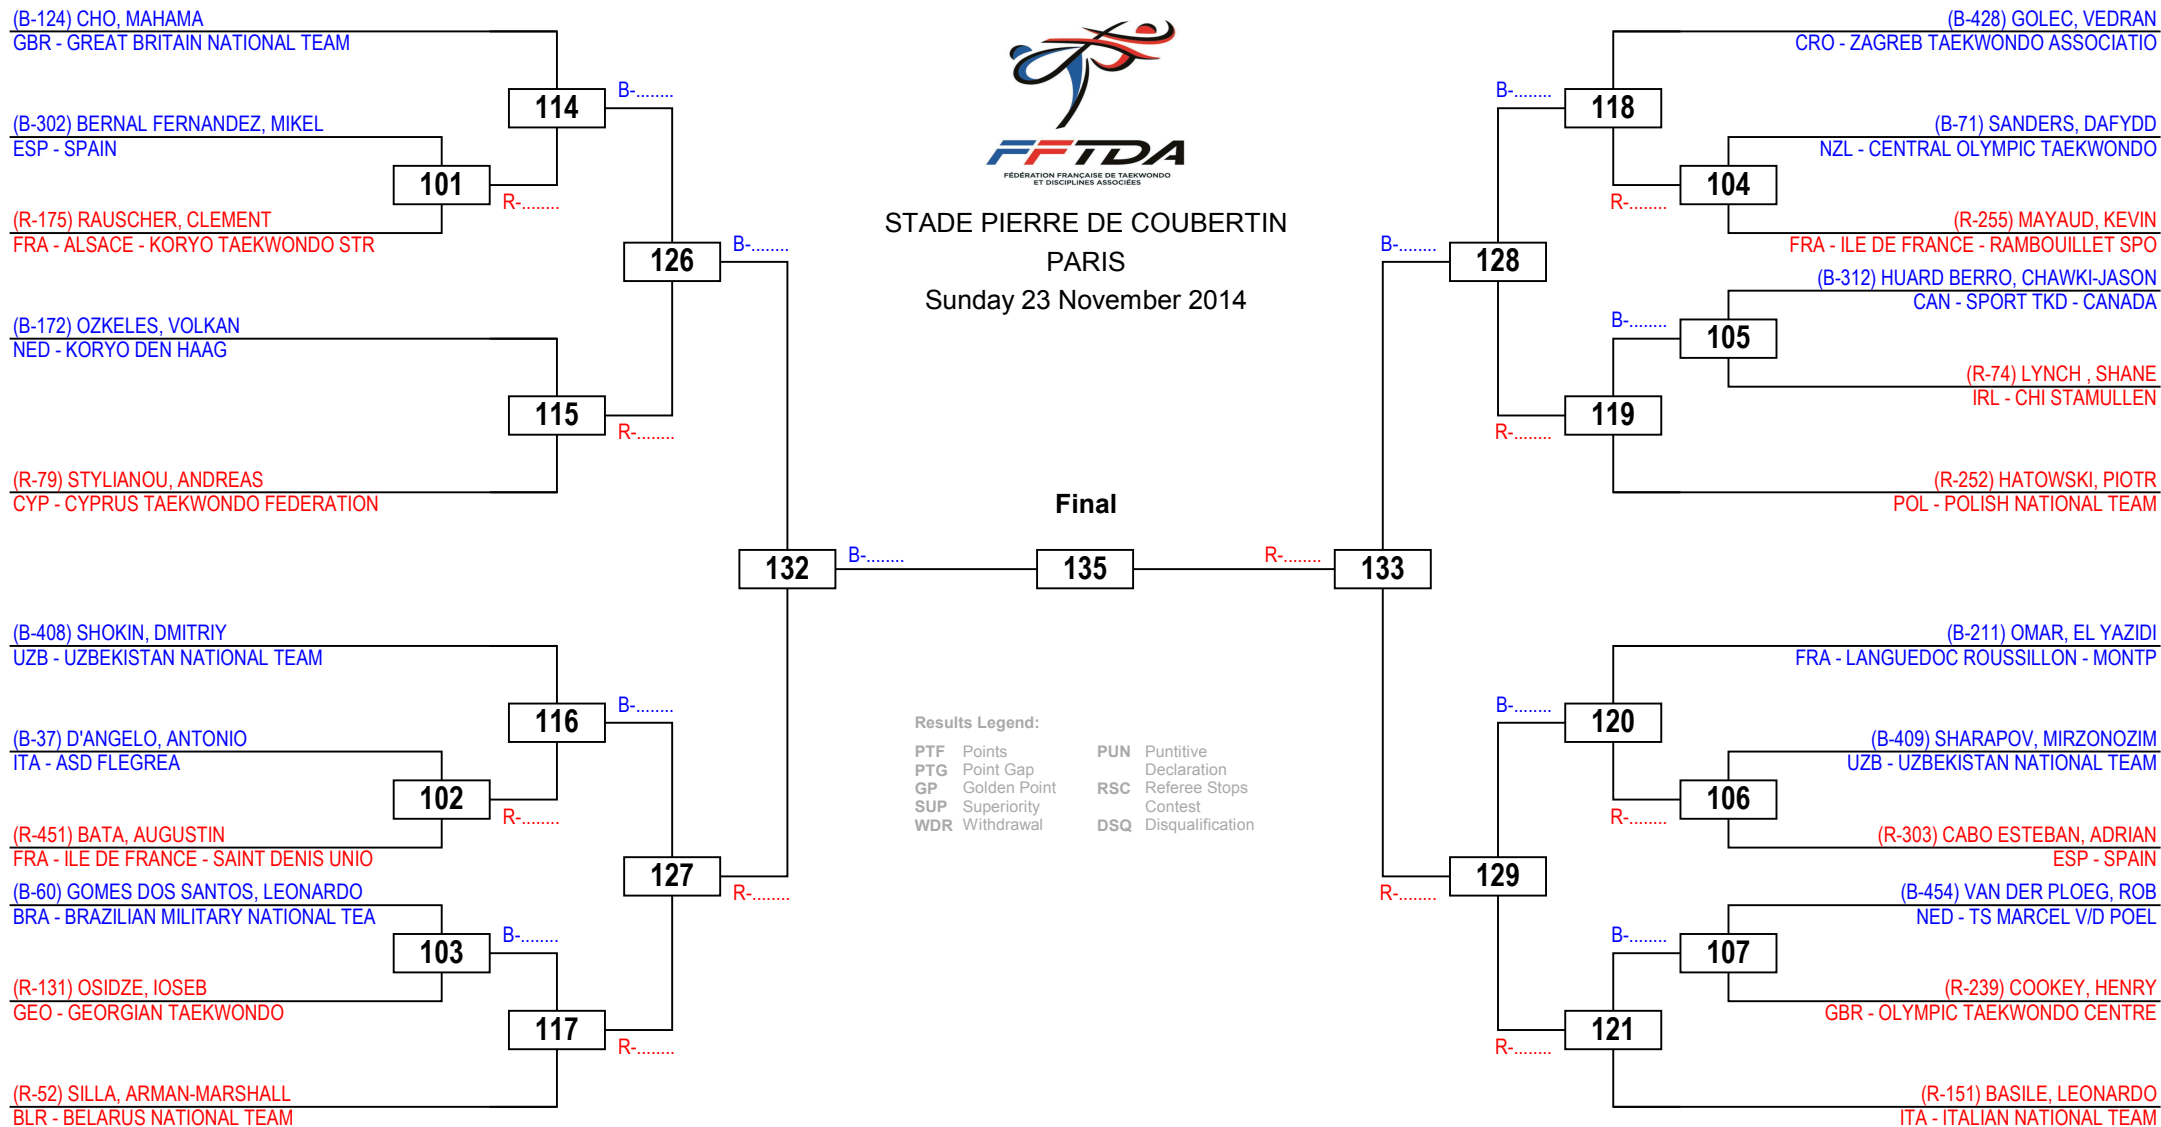 (B-124) CHO, MAHAMA
GBR - GREAT BRITAIN NATIONAL TEAM
114
B-........
(B-302) BERNAL FERNANDEZ, MIKEL
ESP - SPAIN
101
R-........
(R-175) RAUSCHER, CLEMENT
FRA - ALSACE - KORYO TAEKWONDO STR
126
B-........
(B-172) OZKELES, VOLKAN
NED - KORYO DEN HAAG
115
R-........
(R-79) STYLIANOU, ANDREAS
CYP - CYPRUS TAEKWONDO FEDERATION
132
B-........
(B-408) SHOKIN, DMITRIY
UZB - UZBEKISTAN NATIONAL TEAM
116
B-........
(B-37) D'ANGELO, ANTONIO
ITA - ASD FLEGREA
102
R-........
(R-451) BATA, AUGUSTIN
FRA - ILE DE FRANCE - SAINT DENIS UNIO
127
R-........
(B-60) GOMES DOS SANTOS, LEONARDO
BRA - BRAZILIAN MILITARY NATIONAL TEA
103
B-........
(R-131) OSIDZE, IOSEB
GEO - GEORGIAN TAEKWONDO
117
R-........
(R-52) SILLA, ARMAN-MARSHALL
BLR - BELARUS NATIONAL TEAM
FFTDA
FÉDÉRATION FRANÇAISE DE TAEKWONDO
ET DISCIPLINES ASSOCIÉES
STADE PIERRE DE COUBERTIN
PARIS
Sunday 23 November 2014
Final
135
Results Legend:
PTF Points
PTG Point Gap
GP Golden Point
SUP Superiority
WDR Withdrawal
PUN Puntitive
Declaration
RSC Referee Stops
Contest
DSQ Disqualification
(B-428) GOLEC, VEDRAN
CRO - ZAGREB TAEKWONDO ASSOCIATIO
B-........
118
(B-71) SANDERS, DAFYDD
NZL - CENTRAL OLYMPIC TAEKWONDO
R-........
104
(R-255) MAYAUD, KEVIN
FRA - ILE DE FRANCE - RAMBOUILLET SPO
B-........
128
(B-312) HUARD BERRO, CHAWKI-JASON
CAN - SPORT TKD - CANADA
B-........
105
(R-74) LYNCH , SHANE
IRL - CHI STAMULLEN
R-........
119
(R-252) HATOWSKI, PIOTR
POL - POLISH NATIONAL TEAM
R-........
133
(B-211) OMAR, EL YAZIDI
FRA - LANGUEDOC ROUSSILLON - MONTP
B-........
120
(B-409) SHARAPOV, MIRZONOZIM
UZB - UZBEKISTAN NATIONAL TEAM
R-........
106
(R-303) CABO ESTEBAN, ADRIAN
ESP - SPAIN
R-........
129
(B-454) VAN DER PLOEG, ROB
NED - TS MARCEL V/D POEL
B-........
107
(R-239) COOKEY, HENRY
GBR - OLYMPIC TAEKWONDO CENTRE
R-........
121
(R-151) BASILE, LEONARDO
ITA - ITALIAN NATIONAL TEAM